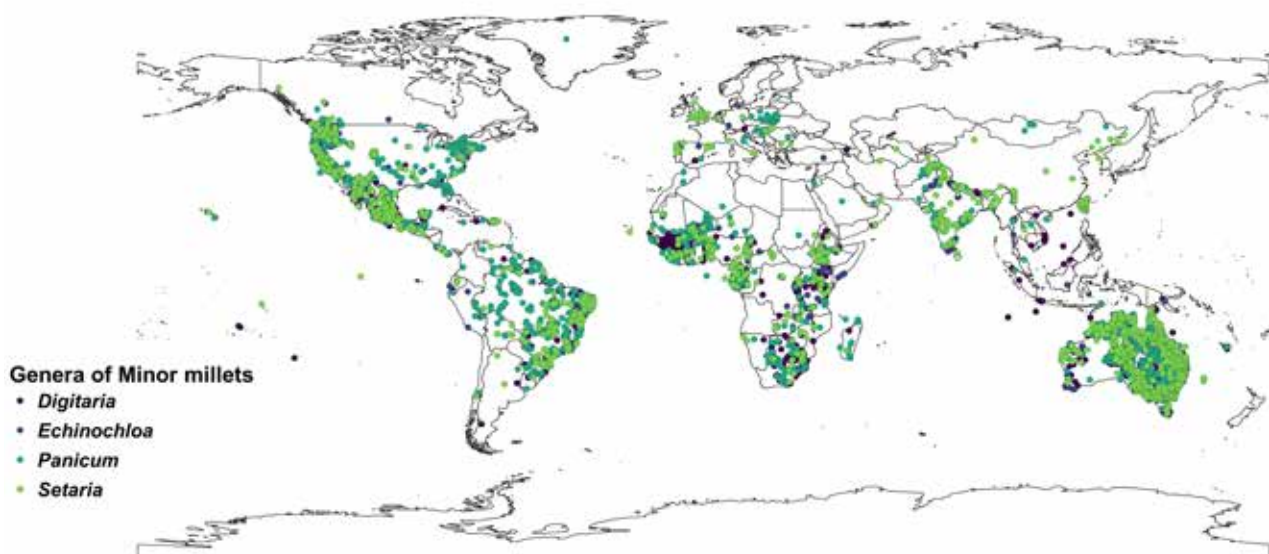 Genera of Minor millets
Digitaria
Echinochloa
Panicum
Setaria